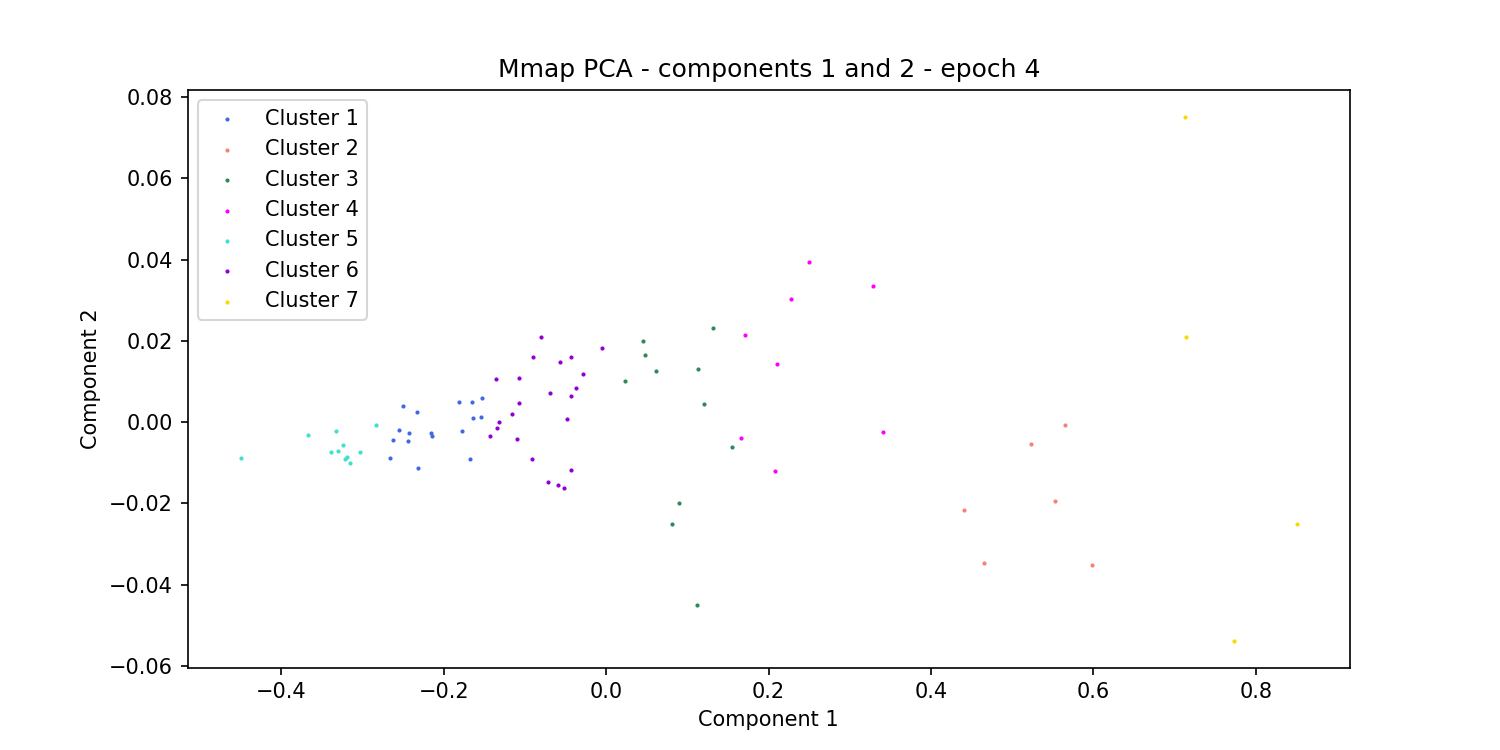 Mmap PCA - components 1 and 2 - epoch 4
Cluster 1
Cluster 2
Cluster 3
Cluster 4
Cluster 5
Cluster 6
Cluster 7
0.08
0.06
0.04
0.02
0.00
−0.02
−0.04
−0.06
Component 2
−0.4 −0.2 0.0 0.2 0.4 0.6 0.8
Component 1